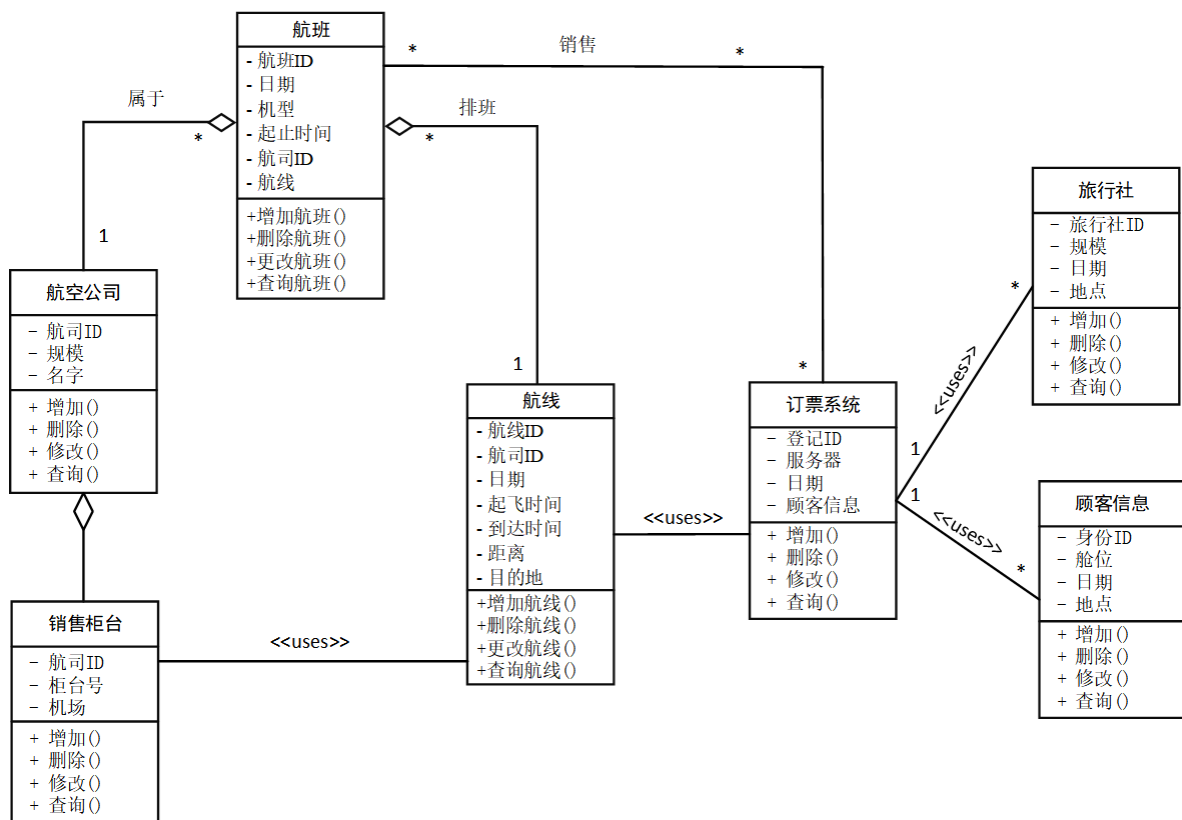 航班
- 航班ID
- 日期
- 机型
- 起止时间
- 航司ID
- 航线
+增加航班()
+删除航班()
+更改航班()
+查询航班()
属于
*
1
销售
*
*
*
排班
*
1
航空公司
- 航司ID
- 规模
- 名字
+ 增加()
+ 删除()
+ 修改()
+ 查询()
销售柜台
- 航司ID
- 柜台号
- 机场
+ 增加()
+ 删除()
+ 修改()
+ 查询()
<<uses>>
航线
- 航线ID
- 航司ID
- 日期
- 起飞时间
- 到达时间
- 距离
- 目的地
+增加航线()
+删除航线()
+更改航线()
+查询航线()
<<uses>>
订票系统
- 登记ID
- 服务器
- 日期
- 顾客信息
+ 增加()
+ 删除()
+ 修改()
+ 查询()
1
<<uses>>
*
1
<<uses>>
*
旅行社
- 旅行社ID
- 规模
- 日期
- 地点
+ 增加()
+ 删除()
+ 修改()
+ 查询()
顾客信息
- 身份ID
- 舱位
- 日期
- 地点
+ 增加()
+ 删除()
+ 修改()
+ 查询()